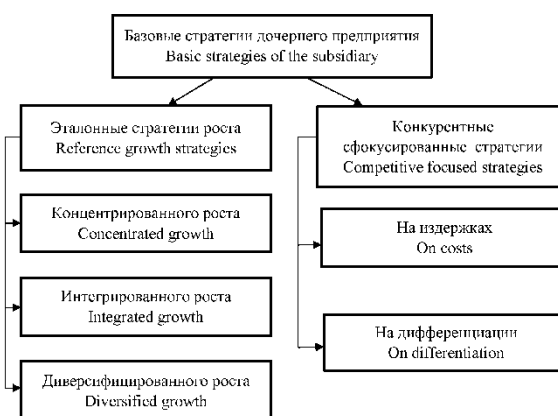 Базовые стратегии дочернего предприятия
Basic strategies of the subsidiary
Эталонные стратегии роста
Reference growth strategies
Концентрированного роста
Concentrated growth
Интегрированного роста
Integrated growth
Диверсифицированного роста
Diversified growth
Конкурентные
сфокусированные стратегии
Competitive focused strategies
На издержках
On costs
На дифференциации
On differentiation